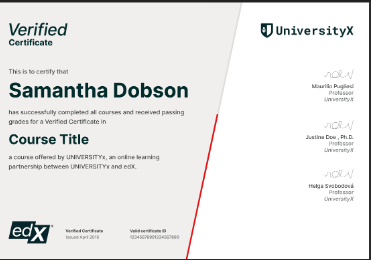 Verified
Certificate
This is to certify that
Samantha Dobson
has successfully completed all courses and received passing
grades for a Verified Certificate in
Course Title
a course offered by UNIVERSITYx, an online learning
partnership between UNIVERSITYx and edX.
edX
Verified Certificate
Issued April 2019
Valid certificate ID
UniversityX
Maurilio Pugliesi
Professor
UniversityX
Justine Doe, Ph.D.
Professor
UniversityX
Helga Svobodová
Professor
UniversityX